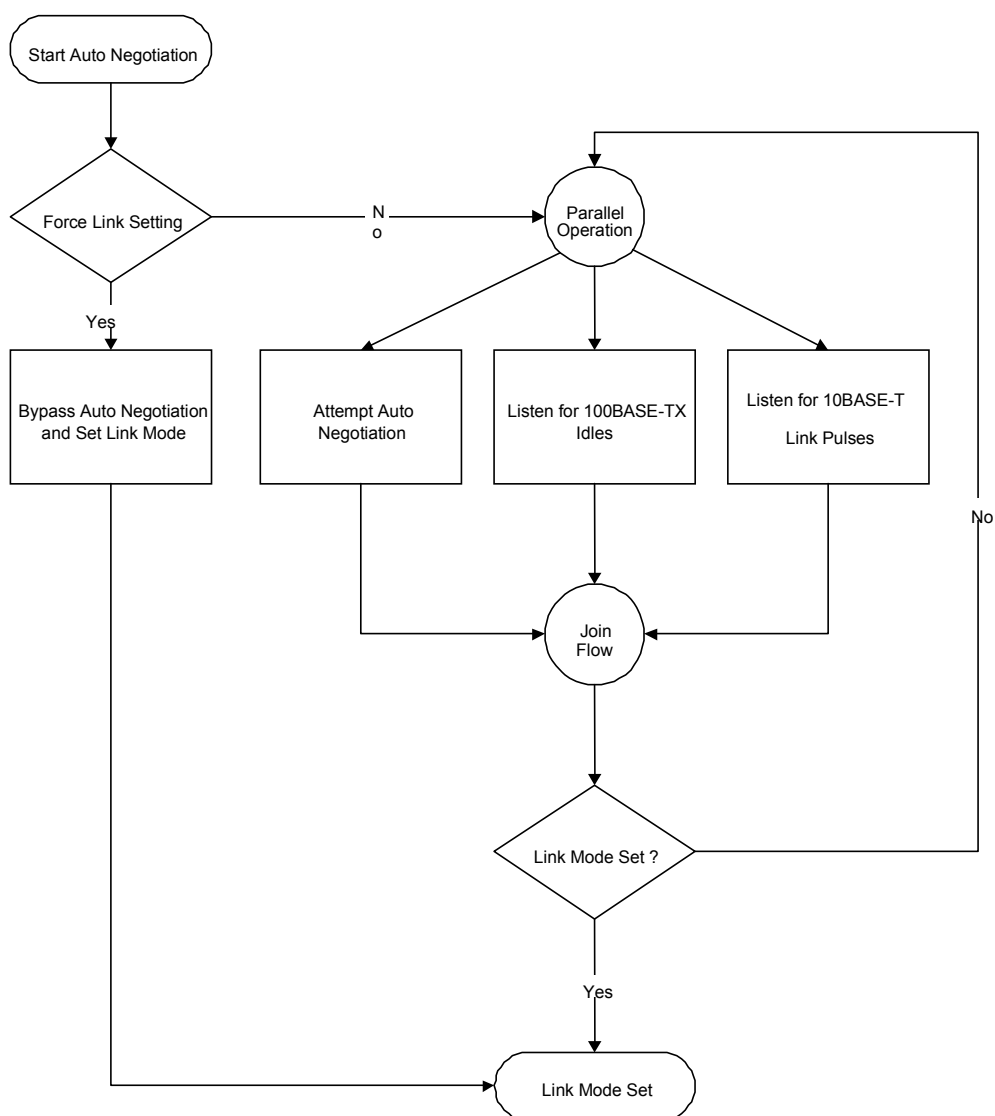 Start Auto Negotiation
Force Link Setting
N
o
Parallel
Operation
Yes
Bypass Auto Negotiation
and Set Link Mode
Attempt Auto
Negotiation
Listen for 100BASE-TX
Idles
Listen for 10BASE-T
Link Pulses
No
Join
Flow
Link Mode Set ?
Yes
Link Mode Set